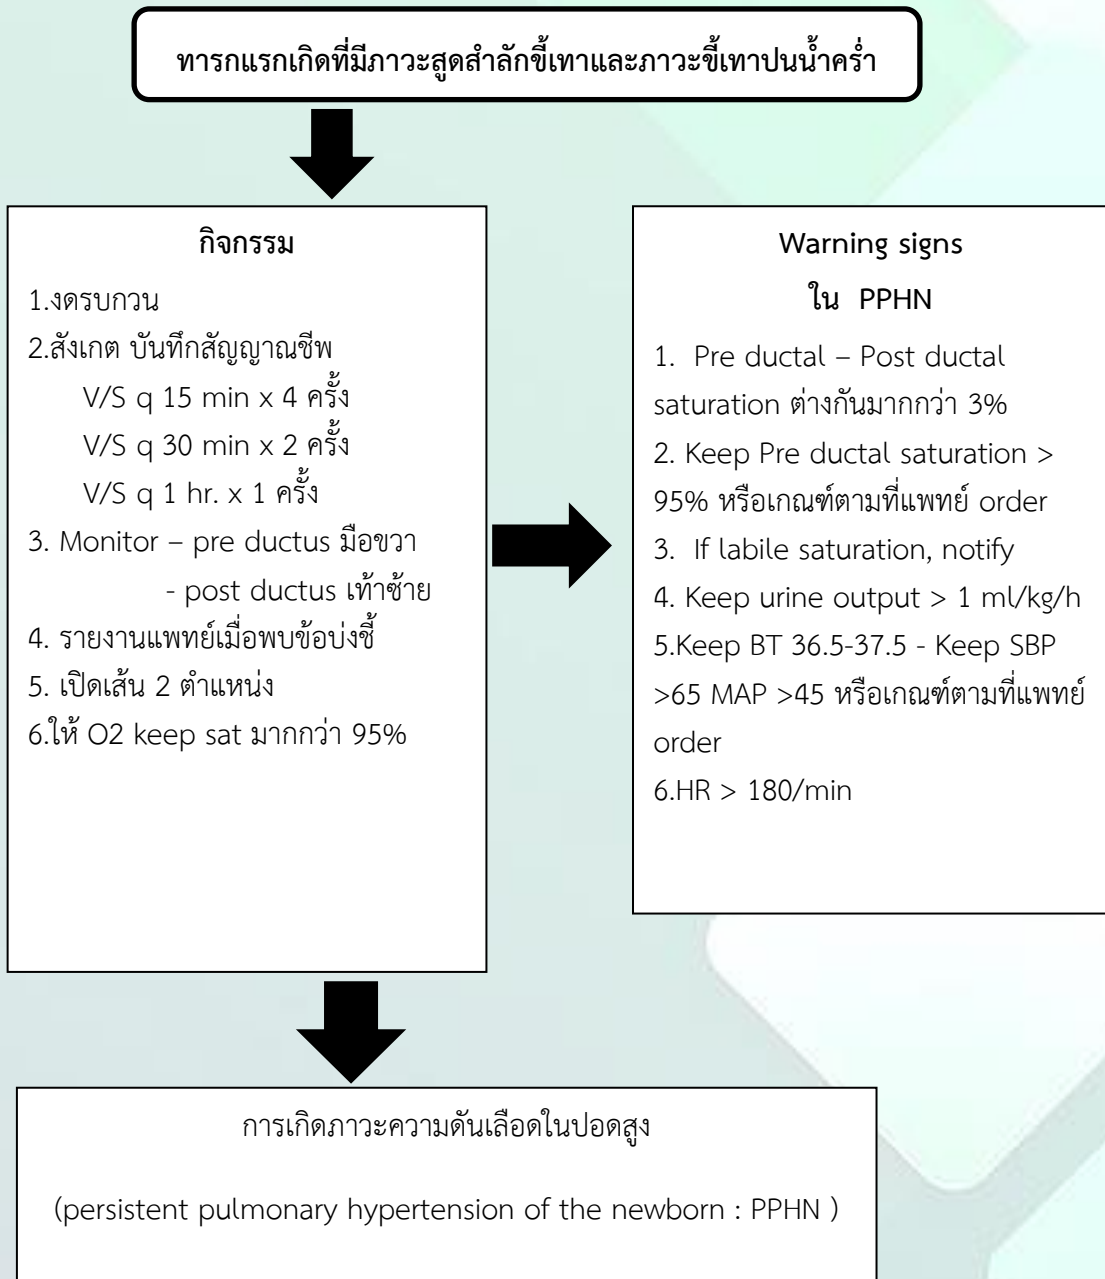 ทารกแรกเกิดที่มีภาวะสูดสำลักขี้เทาและภาวะขี้เทาปนน้ำคร่ำ
กิจกรรม
1.งดรบกวน
2.สังเกต บันทึกสัญญาณชีพ
V/S q 15 min x 4 ครั้ง
V/S q 30 min x 2 ครั้ง
V/S q 1 hr. x 1 ครั้ง
3. Monitor – pre ductus มือขวา
- post ductus เท้าซ้าย
4. รายงานแพทย์เมื่อพบข้อบ่งชี้
5. เปิดเส้น 2 ตำแหน่ง
6.ให้ O2 keep sat มากกว่า 95%
Warning signs
ใน PPHN
1. Pre ductal – Post ductal
saturation ต่างกันมากกว่า 3%
2. Keep Pre ductal saturation >
95% หรือเกณฑ์ตามที่แพทย์ order
3. If labile saturation, notify
4. Keep urine output > 1 ml/kg/h
5.Keep BT 36.5-37.5 - Keep SBP
>65 MAP >45 หรือเกณฑ์ตามที่แพทย์
order
6.HR > 180/min
การเกิดภาวะความดันเลือดในปอดสูง
(persistent pulmonary hypertension of the newborn : PPHN )